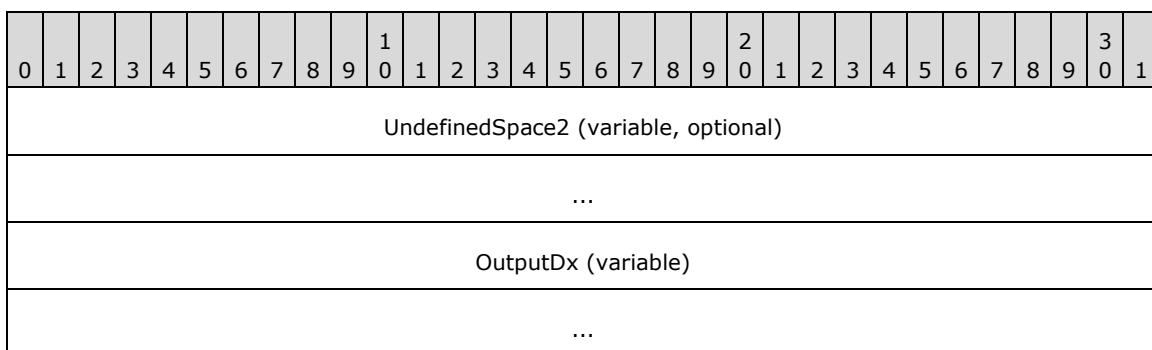 1 2 3
0 1 2 3 4 5 6 7 8 9 0 1 2 3 4 5 6 7 8 9 0 1 2 3 4 5 6 7 8 9 0 1
UndefinedSpace2 (variable, optional)
...
OutputDx (variable)
...